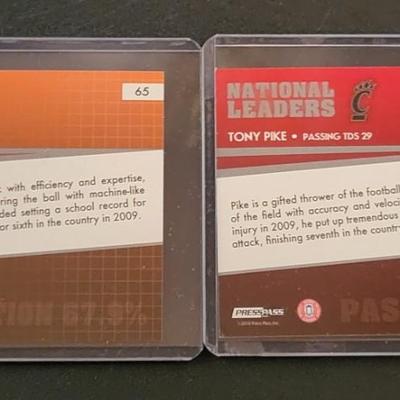 65
with efficiency and expertise,
ring the ball with machine-like
ded setting a school record for
or sixth in the country in 2009.
TION 67.9%
NATIONAL
LEADERS
TONY PIKE • PASSING TDS 29
Pike is a gifted thrower of the football
of the field with accuracy and veloci
injury in 2009, he put up tremendous
attack, finishing seventh in the country
PRESS PASS
PAS